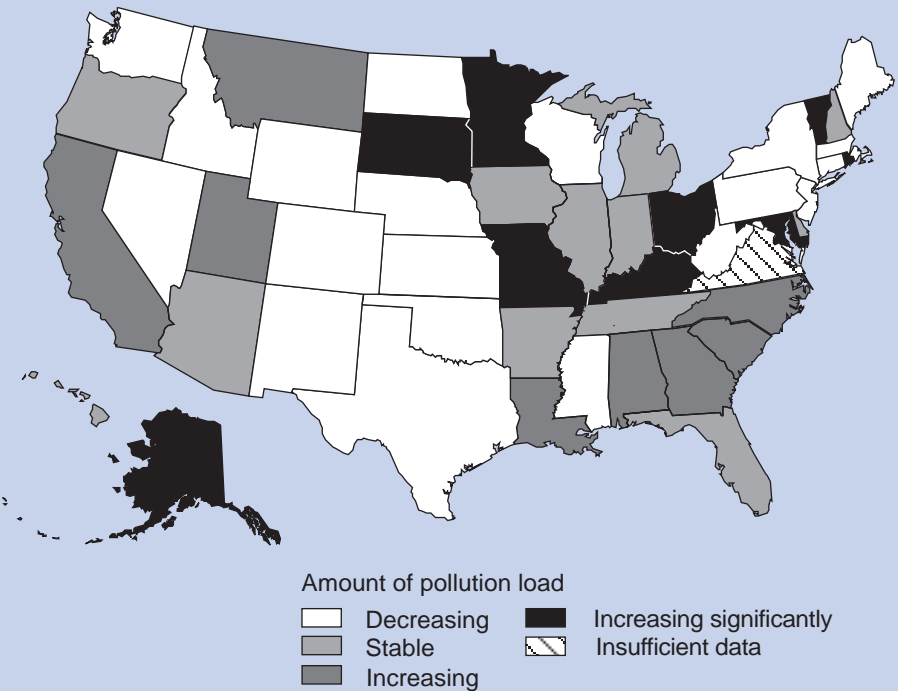 Amount of pollution load
Decreasing
Stable
Increasing
Increasing significantly
Insufficient data